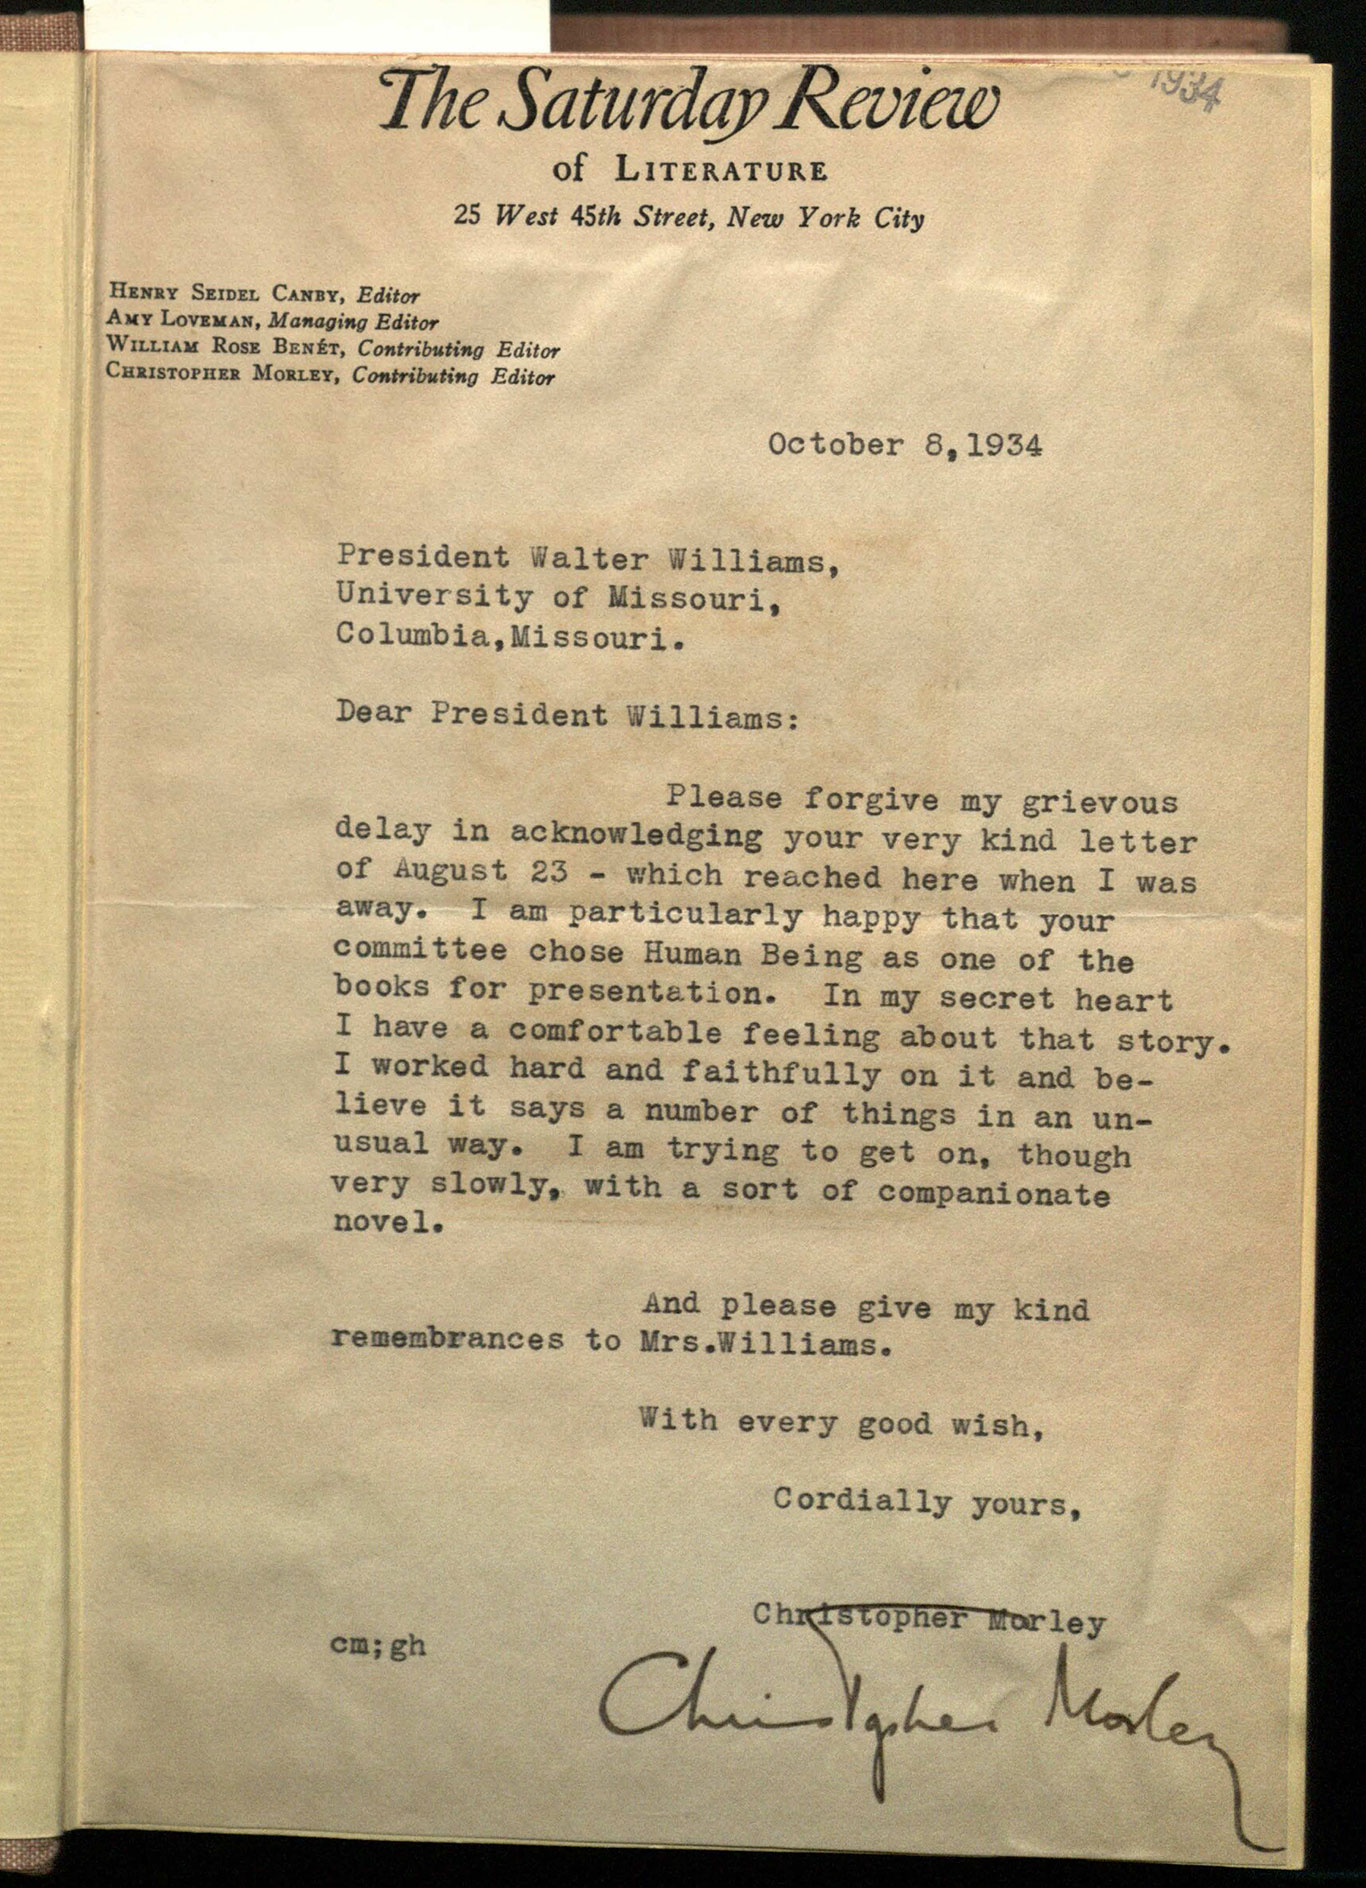 The Saturday Review
of LITERATURE
25 West 45th Street, New York City
1934
HENRY SEIDEL CANBY, Editor
AMY LOVEMAN, Managing Editor
WILLIAM ROSE BENÉT, Contributing Editor
CHRISTOPHER MORLEY, Contributing Editor
October 8,1934
President Walter Williams,
University of Missouri,
Columbia,Missouri.
Dear President Williams:
Please forgive my grievous
delay in acknowledging your very kind letter
of August 23 - which reached here when I was
away. I am particularly happy that your
committee chose Human Being as one of the
books for presentation. In my secret heart
I have a comfortable feeling about that story.
I worked hard and faithfully on it and be-
lieve it says a number of things in an un-
usual way. I am trying to get on, though
very slowly, with a sort of companionate
novel.
And please give my kind
remembrances to Mrs.Williams.
With every good wish,
Cordially yours,
Christopher Morley
cm;gh
Christopher Morley